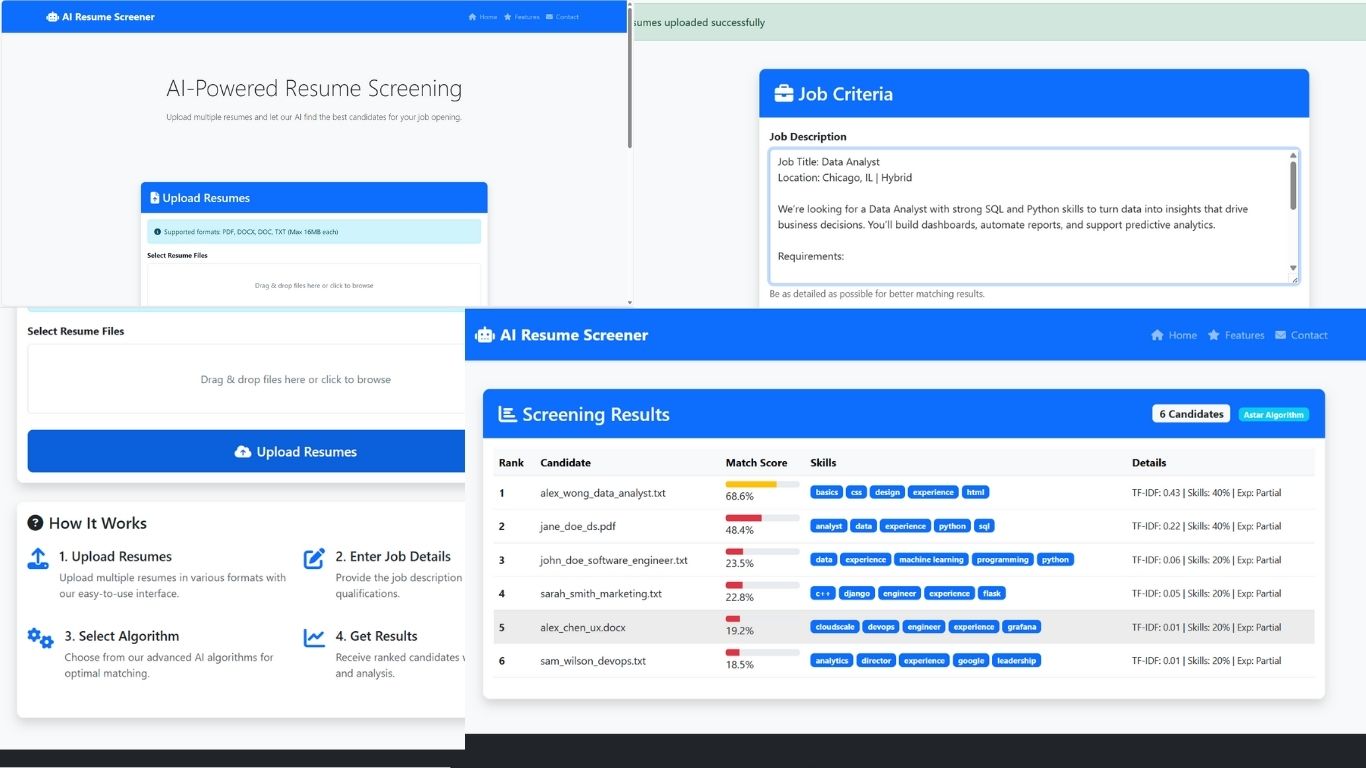 AI Resume Screener
Home Features Contact
AI-Powered Resume Screening
Upload multiple resumes and let our AI find the best candidates for your job opening.
Upload Resumes
Supported formats: PDF, DOCX, DOC, TXT (Max 16MB each)
Select Resume Files
Drag & drop files here or click to browse
sumes uploaded successfully
Job Criteria
Job Description
Job Title: Data Analyst
Location: Chicago, IL | Hybrid
We're looking for a Data Analyst with strong SQL and Python skills to turn data into insights that drive
business decisions. You'll build dashboards, automate reports, and support predictive analytics.
Requirements:
Be as detailed as possible for better matching results.
Select Resume Files
Drag & drop files here or click to browse
Upload Resumes
How It Works
1. Upload Resumes
Upload multiple resumes in various formats with
our easy-to-use interface.
2. Enter Job Details
Provide the job description
qualifications.
3. Select Algorithm
Choose from our advanced AI algorithms for
optimal matching.
4. Get Results
Receive ranked candidates
and analysis.
AI Resume Screener
Home Features Contact
Screening Results
6 Candidates Astar Algorithm
Rank Candidate Match Score Skills Details
1 alex_wong_data_analyst.txt 68.6% basics css design experience html TF-IDF: 0.43 | Skills: 40% | Exp: Partial
2 jane_doe_ds.pdf 48.4% analyst data experience python sql TF-IDF: 0.22 | Skills: 40% | Exp: Partial
3 john_doe_software_engineer.txt 23.5% data experience machine learning programming python TF-IDF: 0.06 | Skills: 20% | Exp: Partial
4 sarah_smith_marketing.txt 22.8% c++ django engineer experience flask TF-IDF: 0.05 | Skills: 20% | Exp: Partial
5 alex_chen_ux.docx 19.2% cloudscale devops engineer experience grafana TF-IDF: 0.01 | Skills: 20% | Exp: Partial
6 sam_wilson_devops.txt 18.5% analytics director experience google leadership TF-IDF: 0.01 | Skills: 20% | Exp: Partial